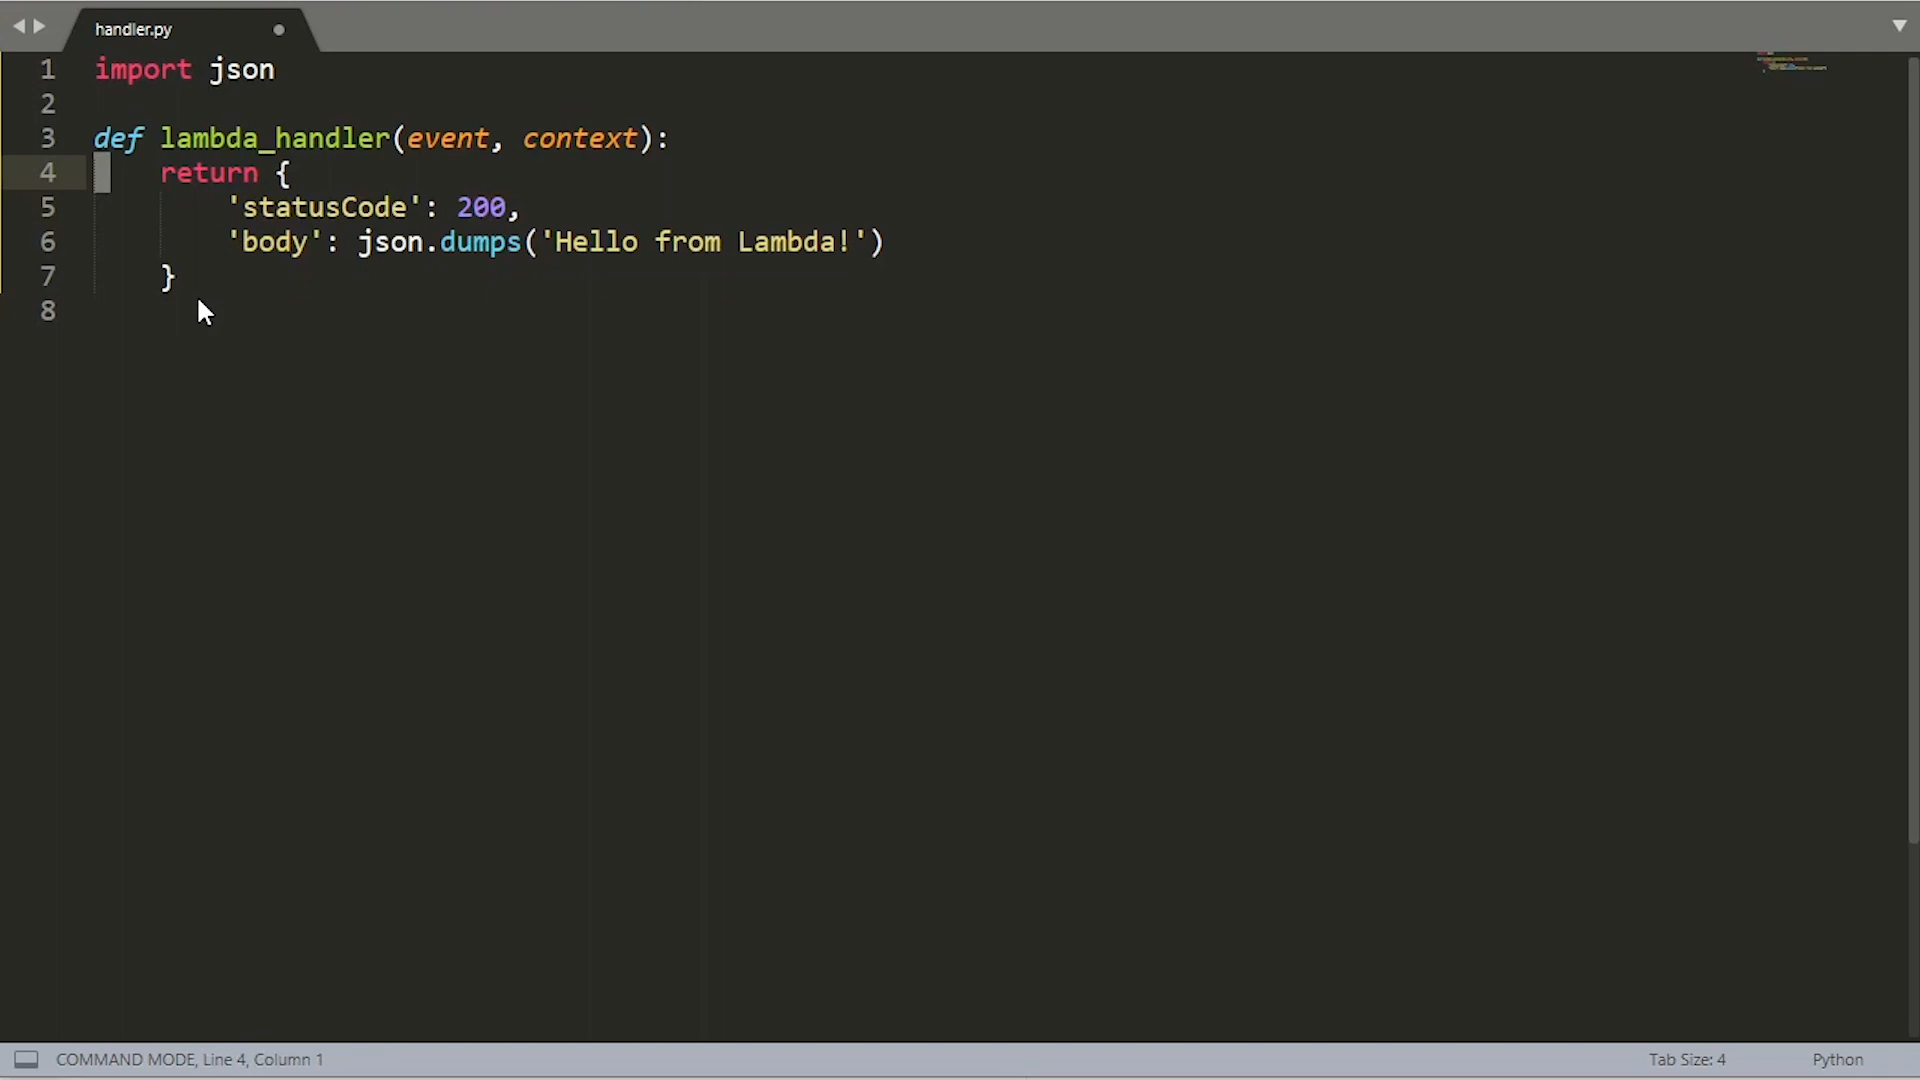 handler.py
1 import json
2
3 def lambda_handler(event, context):
4     return {
5         'statusCode': 200,
6         'body': json.dumps('Hello from Lambda!')
7     }
8
COMMAND MODE, Line 4, Column 1 Tab Size: 4 Python